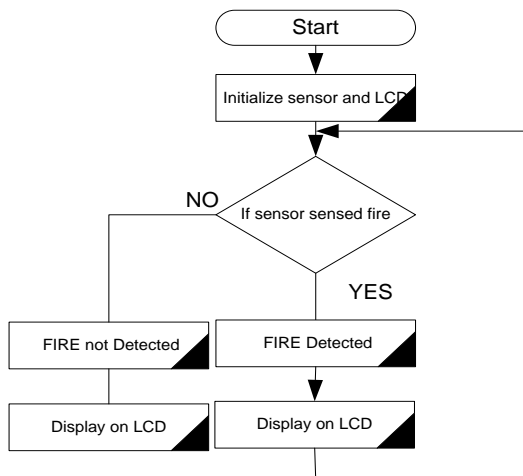 Start
Initialize sensor and LCD
If sensor sensed fire
NO
YES
FIRE not Detected
FIRE Detected
Display on LCD
Display on LCD